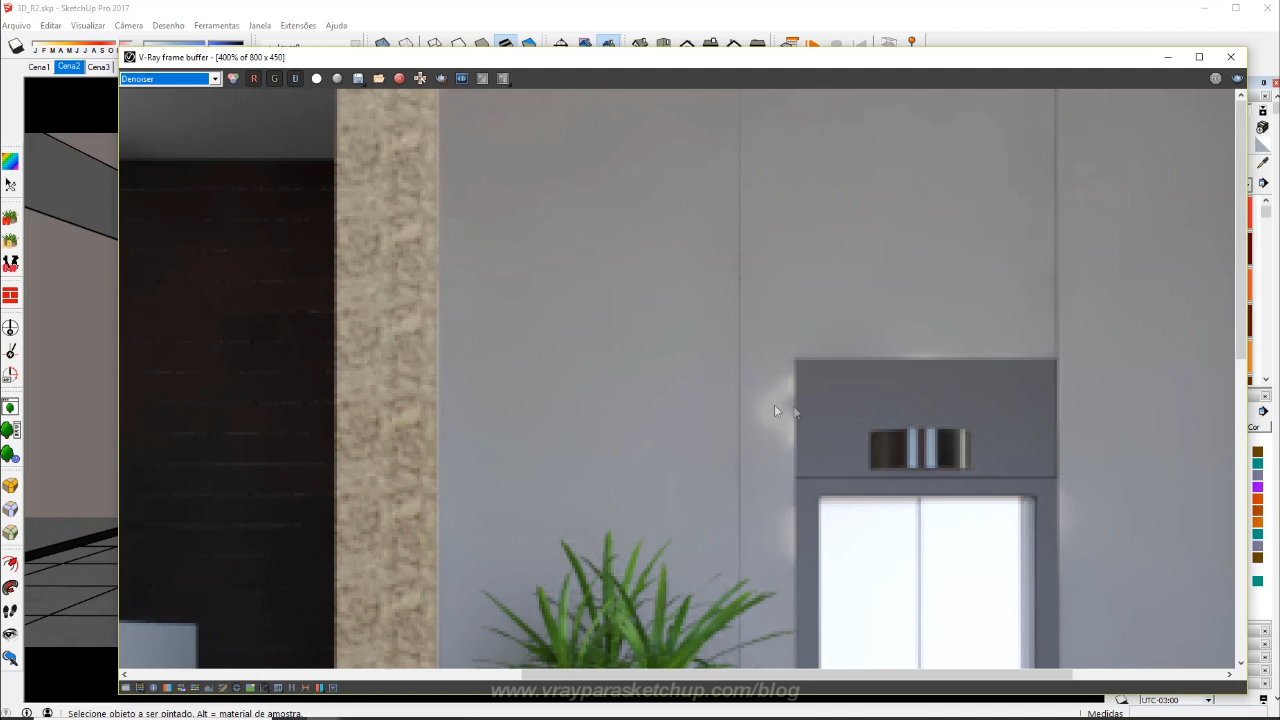 3D_R2.skp - SketchUp Pro 2017
Arquivo Editar Visualizar Câmera Desenho Ferramentas Janela Extensões Ajuda
J F M A M J J A S O N D
Cena1 Cena2 Cena3
V-Ray frame buffer - [400% of 800 x 450]
Denoiser R G B
Cor
www.vrayparasketchup.com/blog
UTC-03:00
Selecione objeto a ser pintado. Alt = material de amostra.
Medidas